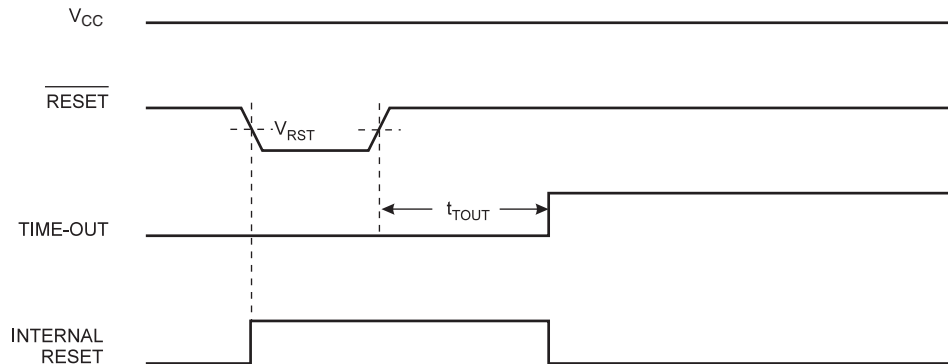 VCC
RESET
VRST
tTOUT
TIME-OUT
INTERNAL
RESET